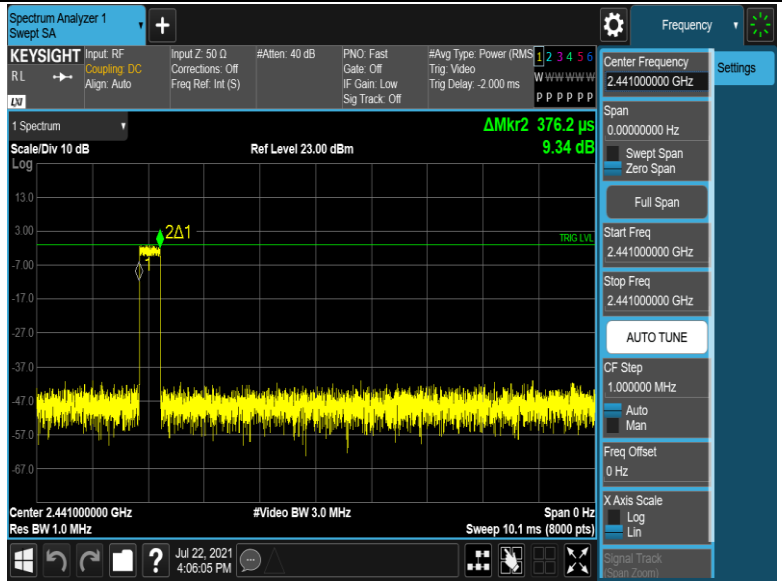 Spectrum Analyzer 1
Swept SA
Frequency
KEYSIGHT
RL
LXI
Input: RF
Coupling: DC
Align: Auto
Input Z: 50 Ω
Corrections: Off
Freq Ref: Int (S)
#Atten: 40 dB
PNO: Fast
Gate: Off
IF Gain: Low
Sig Track: Off
#Avg Type: Power (RMS
Trig: Video
Trig Delay: -2.000 ms
1 2 3 4 5 6
W W W W W W
P P P P P P
1 Spectrum
ΔMkr2 376.2 µs
9.34 dB
Scale/Div 10 dB
Ref Level 23.00 dBm
Log
13.0
3.00
-7.00
-17.0
-27.0
-37.0
-47.0
-57.0
-67.0
2Δ1
1
TRIG LVL
Center 2.441000000 GHz
#Video BW 3.0 MHz
Span 0 Hz
Res BW 1.0 MHz
Sweep 10.1 ms (8000 pts)
Jul 22, 2021
4:06:05 PM
Center Frequency
2.441000000 GHz
Settings
Span
0.00000000 Hz
Swept Span
Zero Span
Full Span
Start Freq
2.441000000 GHz
Stop Freq
2.441000000 GHz
AUTO TUNE
CF Step
1.000000 MHz
Auto
Man
Freq Offset
0 Hz
X Axis Scale
Log
Lin
Signal Track
(Span Zoom)